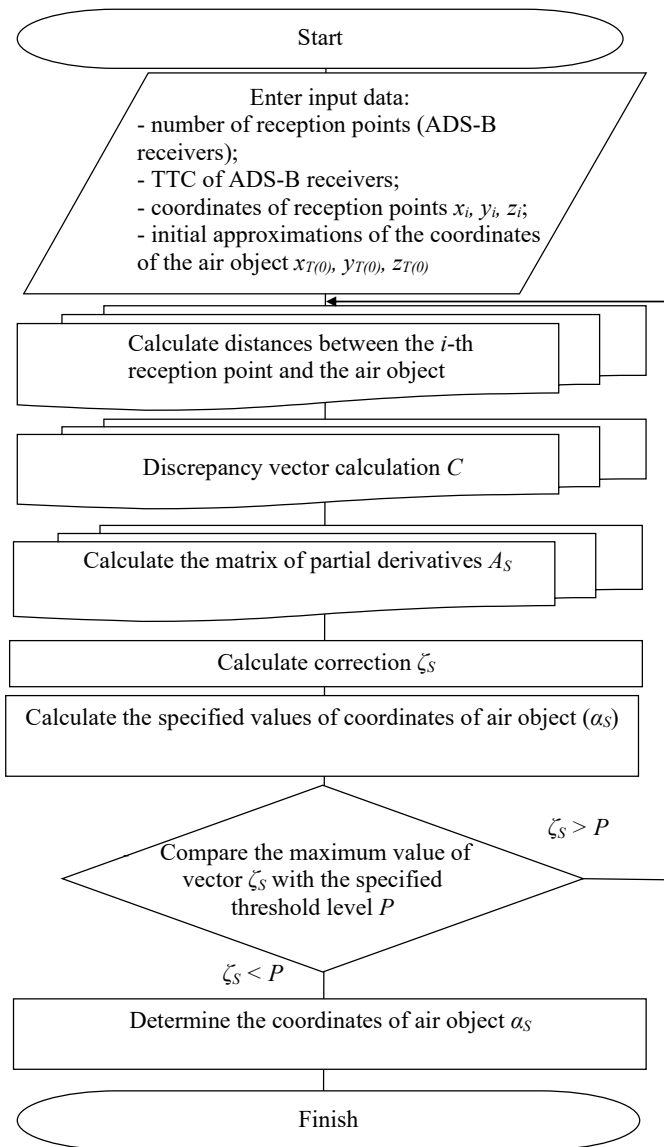 Start
Enter input data:
- number of reception points (ADS-B
receivers);
- TTC of ADS-B receivers;
- coordinates of reception points xi, yi, zi;
- initial approximations of the coordinates
of the air object xT(0), yT(0), zT(0)
Calculate distances between the i-th
reception point and the air object
Discrepancy vector calculation C
Calculate the matrix of partial derivatives AS
Calculate correction ζS
Calculate the specified values of coordinates of air object (αS)
ζS > P
Compare the maximum value of
vector ζS with the specified
threshold level P
ζS < P
Determine the coordinates of air object αS
Finish